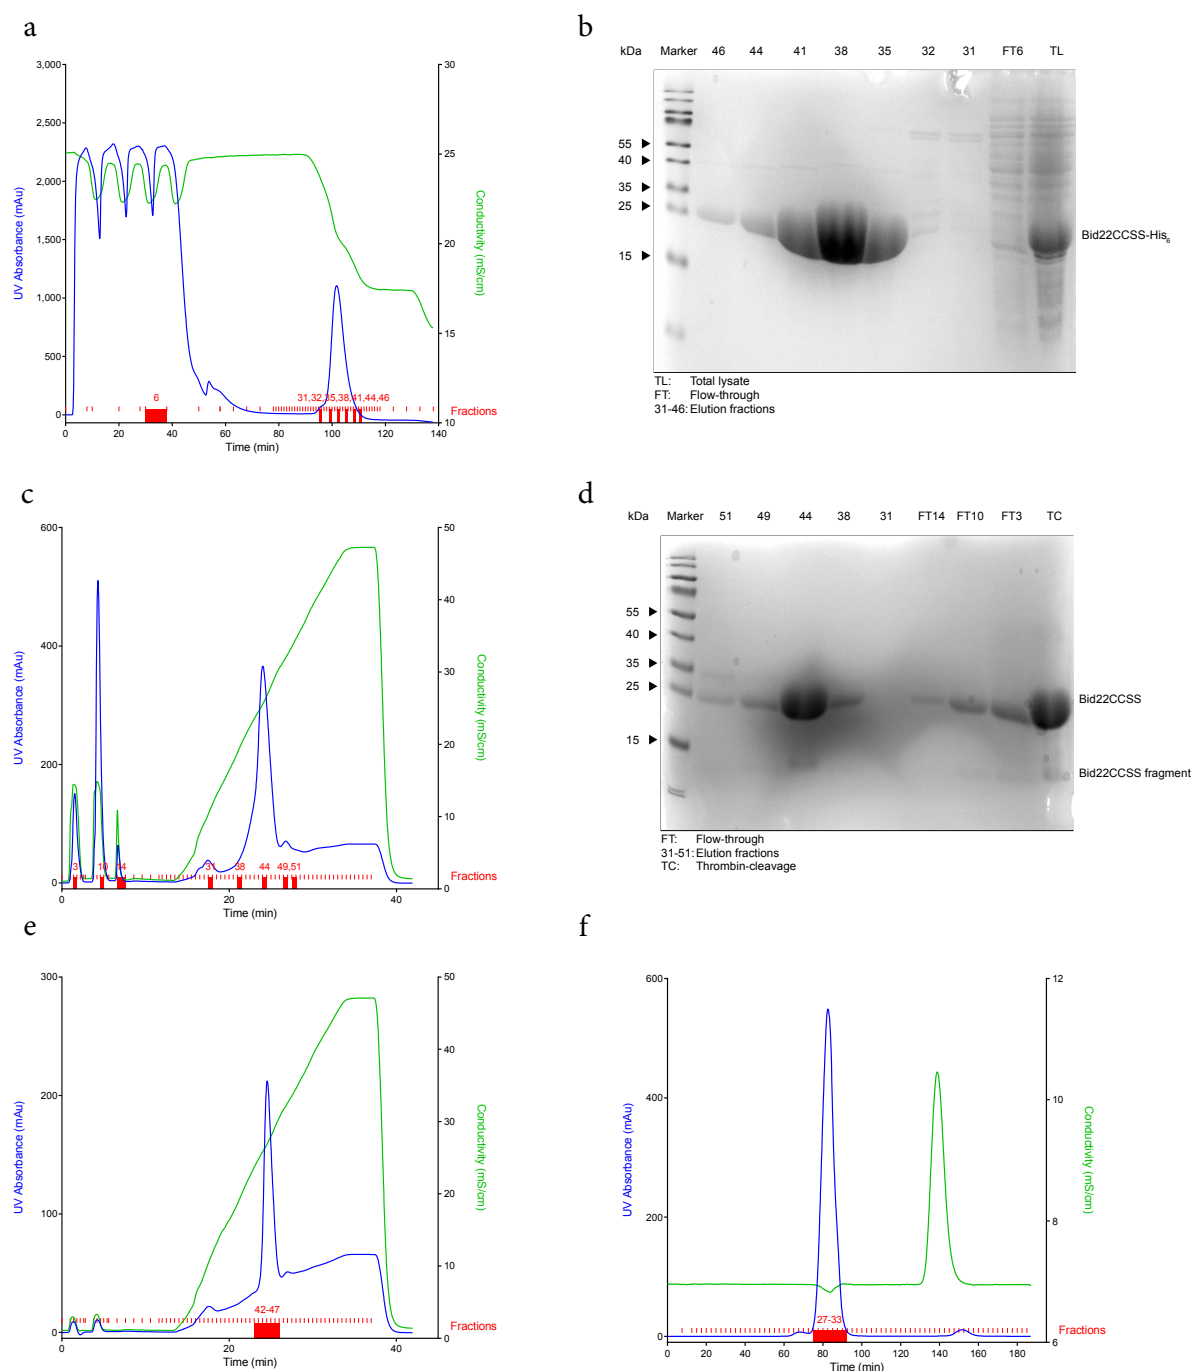 a
3,000
2,500
2,000
1,500
1,000
500
0
UV Absorbance (mAu)
30
25
20
15
10
Conductivity (mS/cm)
6
31,32,35,38,41,44,46
Fractions
0 20 40 60 80 100 120 140
Time (min)
b
kDa Marker 46 44 41 38 35 32 31 FT6 TL
55
40
35
25
15
Bid22CCSS-His6
TL: Total lysate
FT: Flow-through
31-46: Elution fractions
c
600
400
200
0
UV Absorbance (mAu)
50
40
30
20
10
0
Conductivity (mS/cm)
3 10 14 31 38 44 49,51
Fractions
0 20 40
Time (min)
d
kDa Marker 51 49 44 38 31 FT14 FT10 FT3 TC
55
40
35
25
15
Bid22CCSS
Bid22CCSS fragment
FT: Flow-through
31-51: Elution fractions
TC: Thrombin-cleavage
e
300
200
100
0
UV Absorbance (mAu)
50
40
30
20
10
0
Conductivity (mS/cm)
42-47
Fractions
0 20 40
Time (min)
f
600
400
200
0
UV Absorbance (mAu)
12
10
8
6
Conductivity (mS/cm)
27-33
Fractions
0 20 40 60 80 100 120 140 160 180
Time (min)